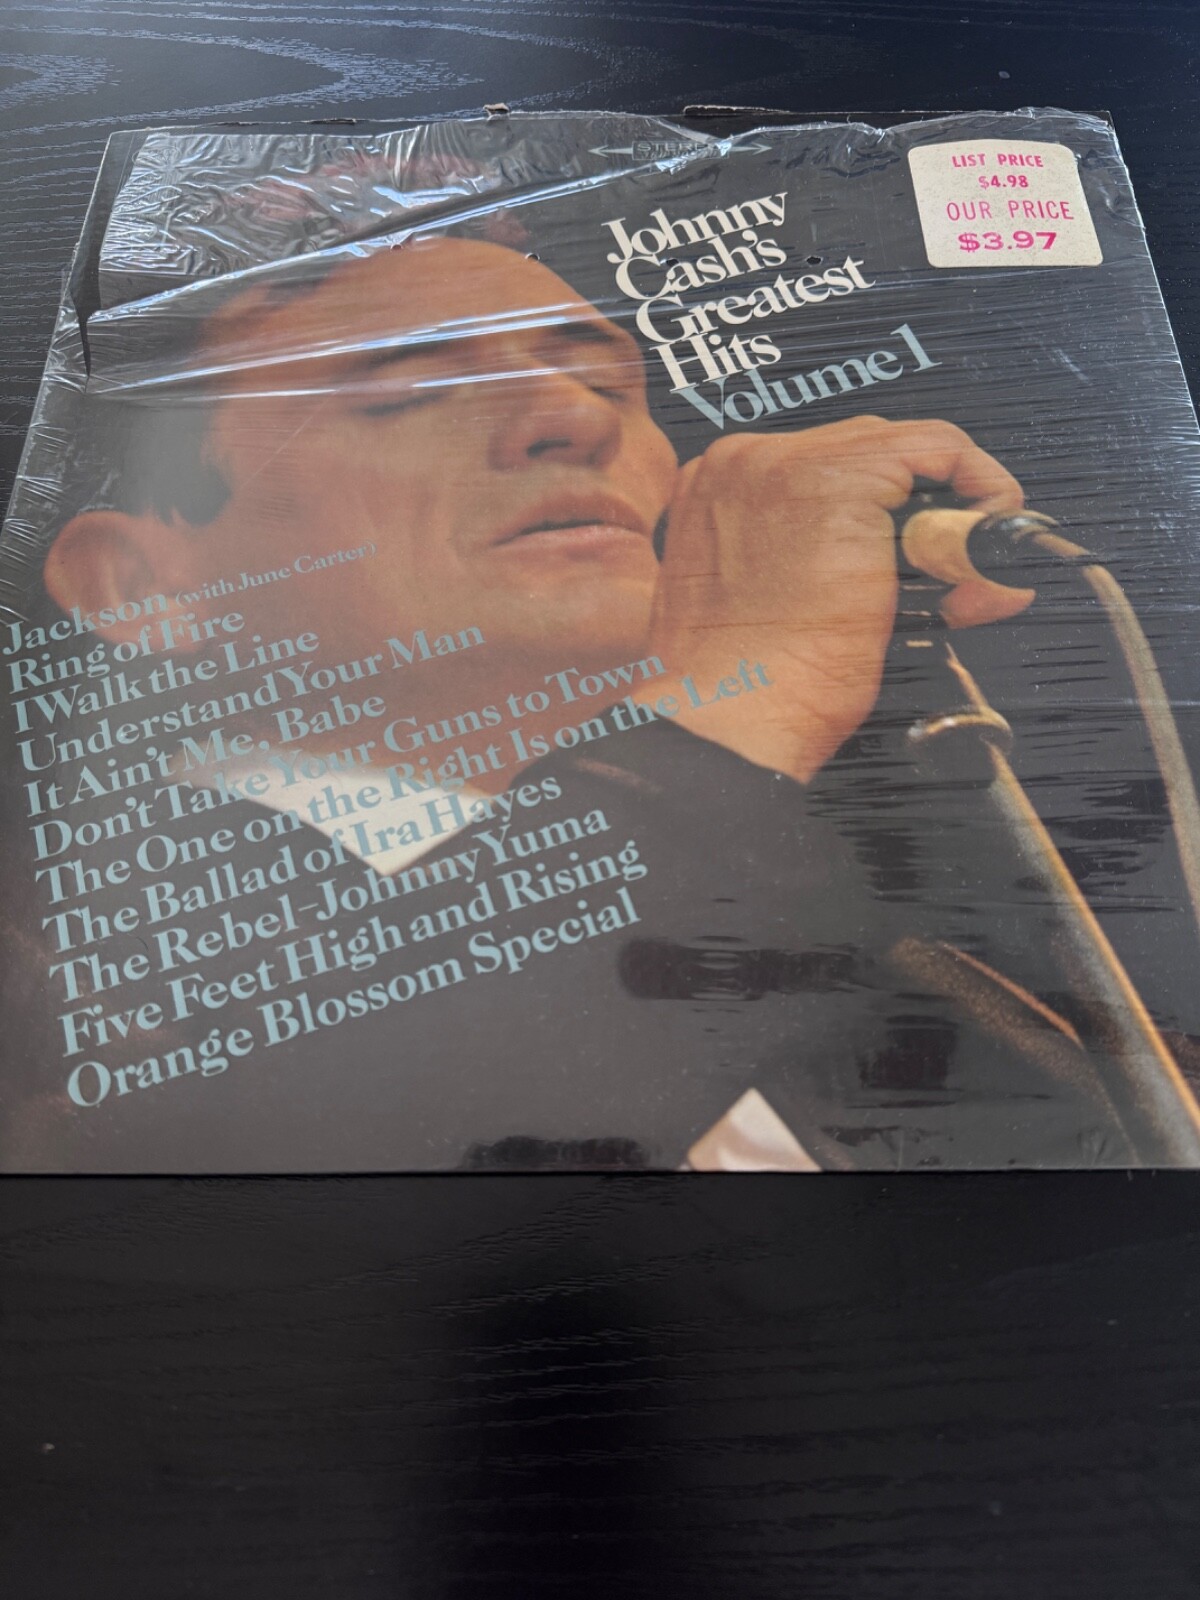 STEREO
LIST PRICE
$4.98
OUR PRICE
$3.97
Johnny
Cash's
Greatest
Hits
Volume 1
Jackson (with June Carter)
Ring of Fire
I Walk the Line
Understand Your Man
It Ain't Me, Babe
Don't Take Your Guns to Town
The One on the Right Is on the Left
The Ballad of Ira Hayes
The Rebel–Johnny Yuma
Five Feet High and Rising
Orange Blossom Special